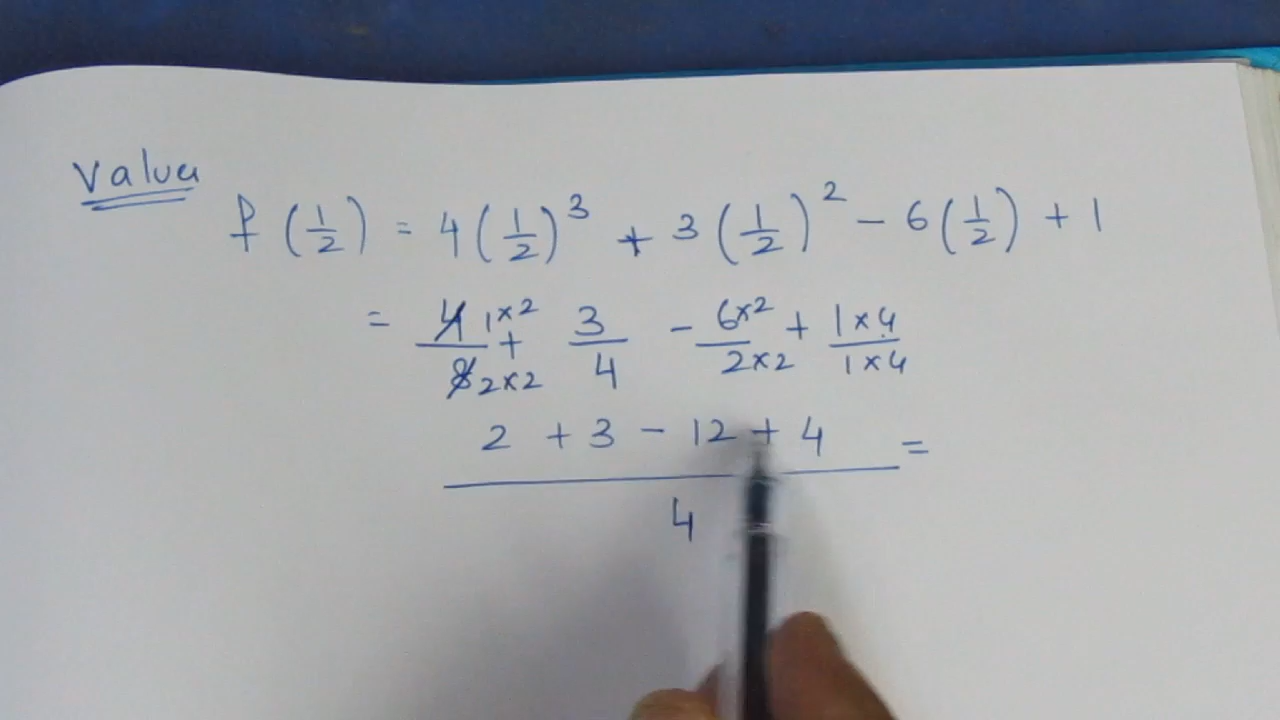 Value
f(1/2) = 4(1/2)^3 + 3(1/2)^2 - 6(1/2) + 1
= 4 1×2/8 2×2 + 3/4 - 6×2/2×2 + 1×4/1×4
2 + 3 - 12 + 4/4 =